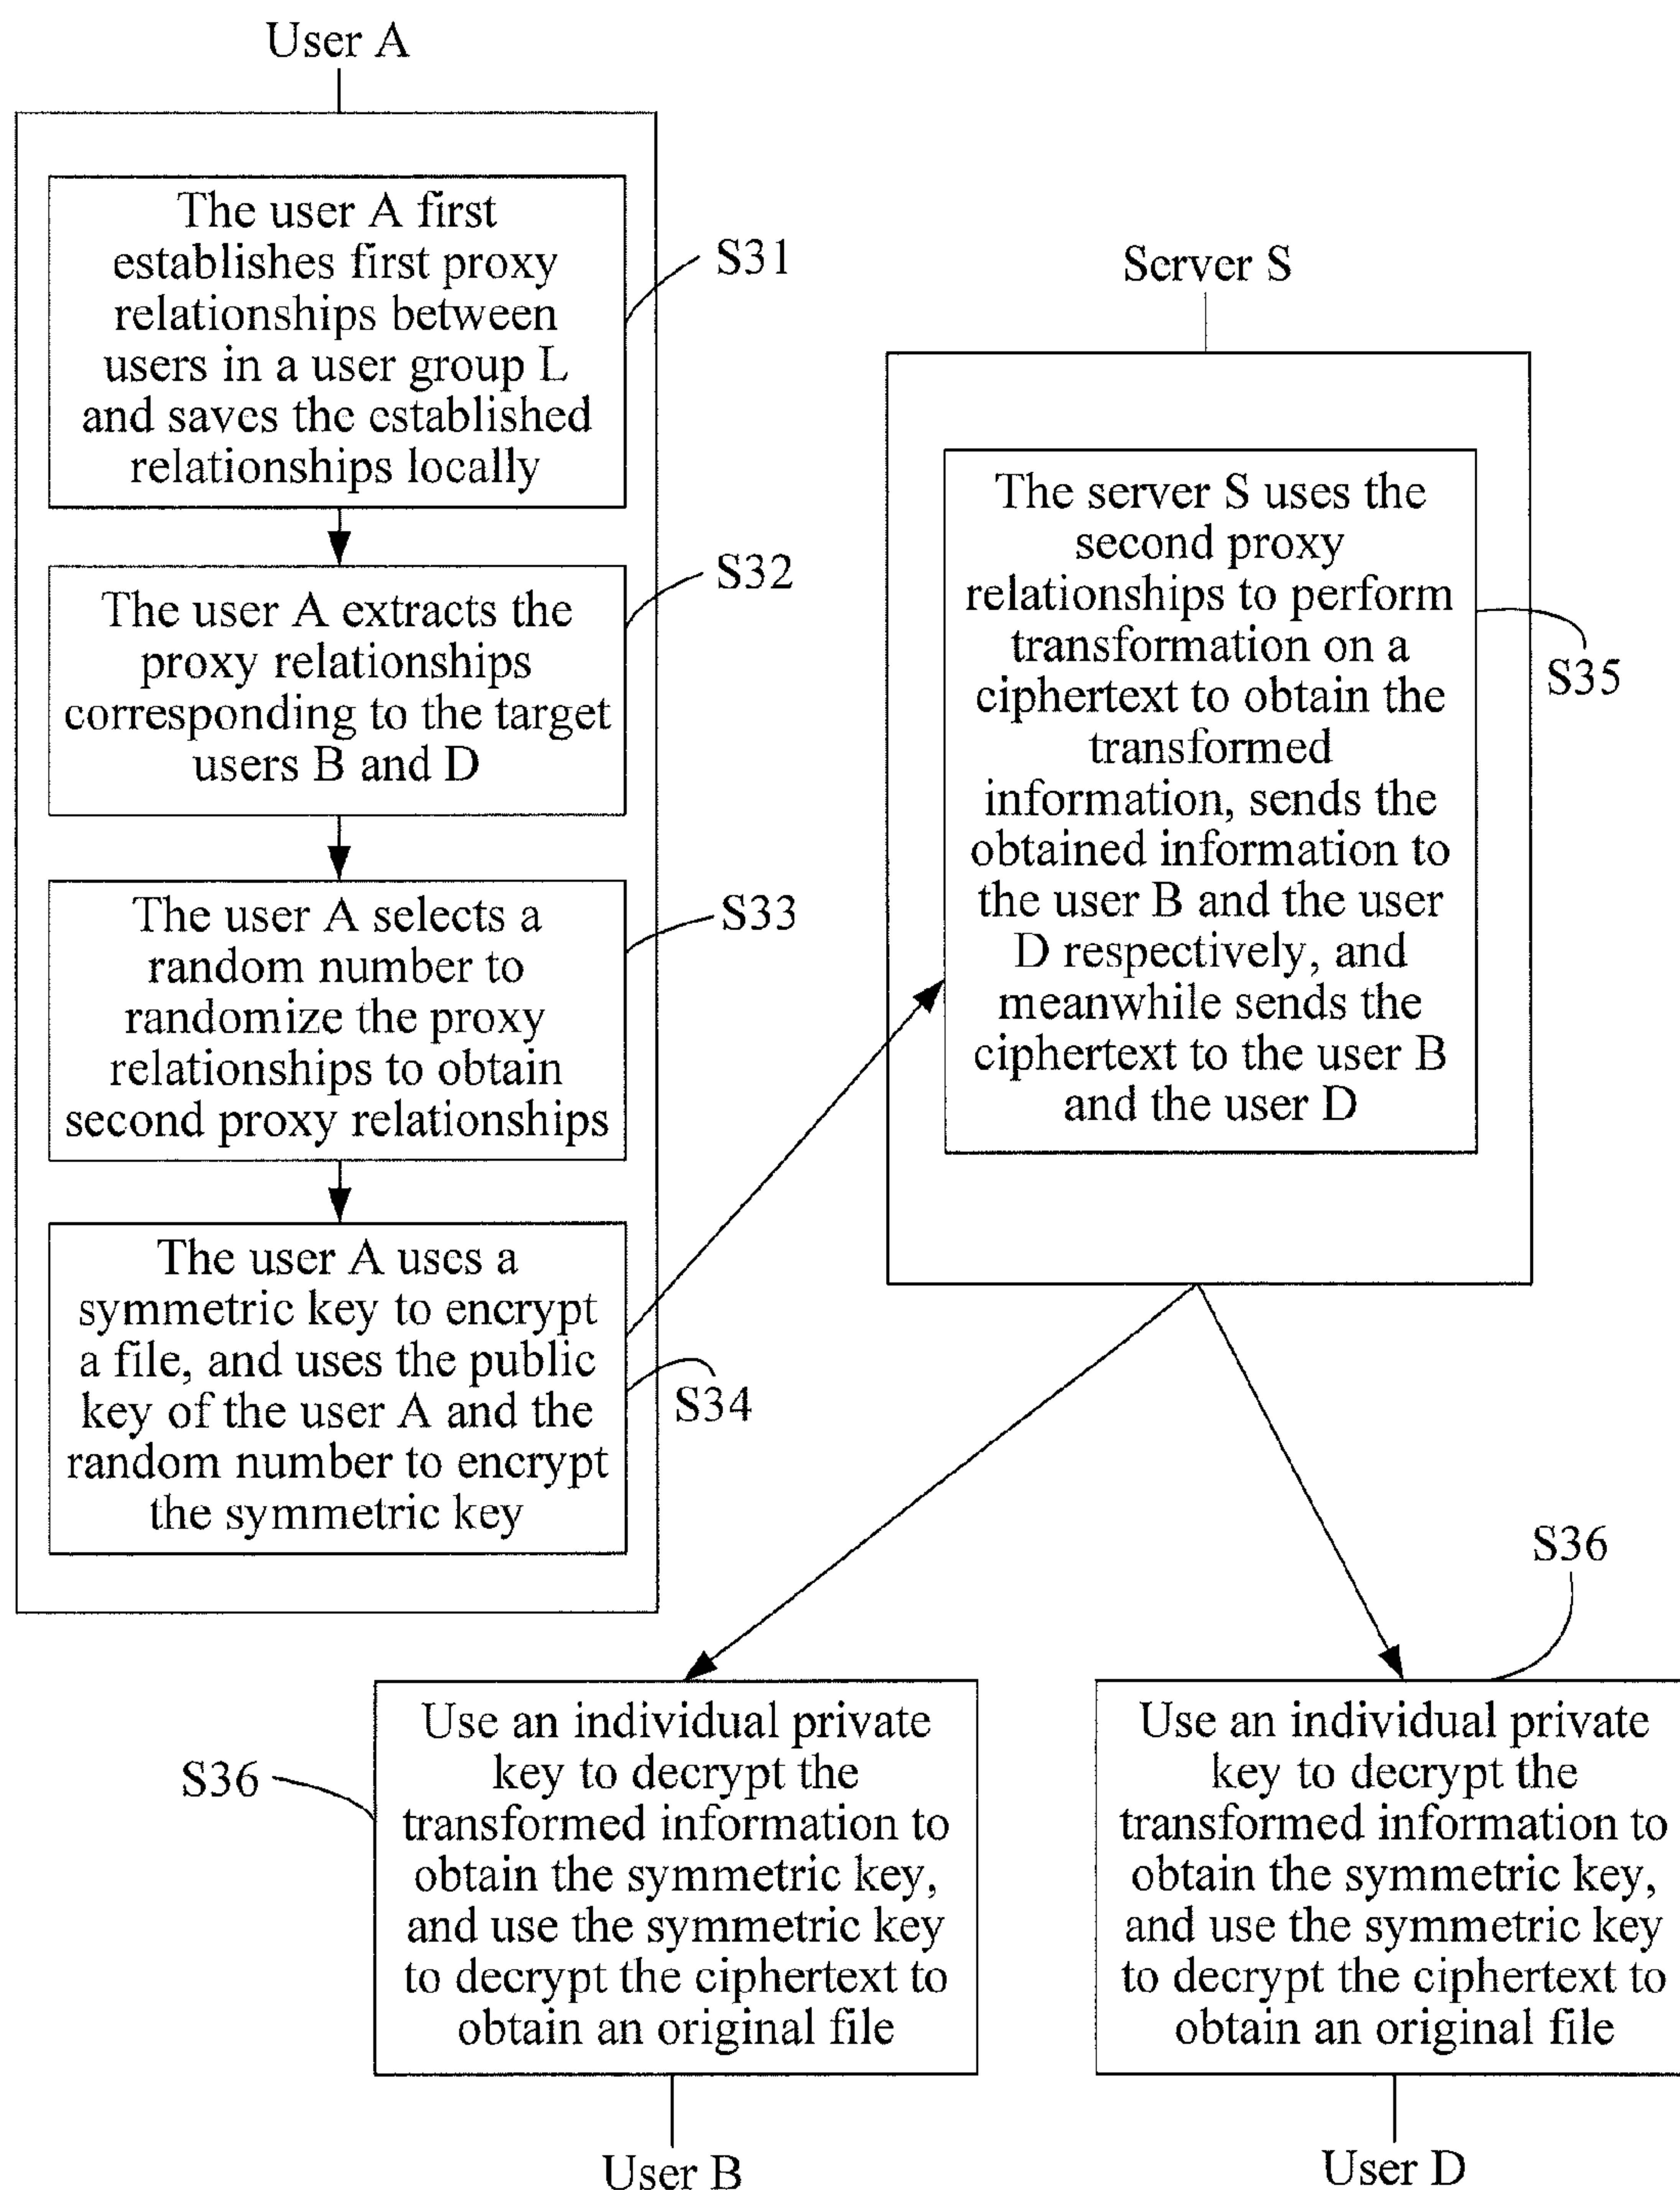 User A
The user A first
establishes first proxy
relationships between
users in a user group L
and saves the established
relationships locally
S31
The user A extracts the
proxy relationships
corresponding to the target
users B and D
S32
The user A selects a
random number to
randomize the proxy
relationships to obtain
second proxy relationships
S33
The user A uses a
symmetric key to encrypt
a file, and uses the public
key of the user A and the
random number to encrypt
the symmetric key
S34
Server S
The server S uses the
second proxy
relationships to perform
transformation on a
ciphertext to obtain the
transformed
information, sends the
obtained information to
the user B and the user
D respectively, and
meanwhile sends the
ciphertext to the user B
and the user D
S35
S36
Use an individual private
key to decrypt the
transformed information to
obtain the symmetric key,
and use the symmetric key
to decrypt the ciphertext to
obtain an original file
User B
S36
Use an individual private
key to decrypt the
transformed information to
obtain the symmetric key,
and use the symmetric key
to decrypt the ciphertext to
obtain an original file
User D